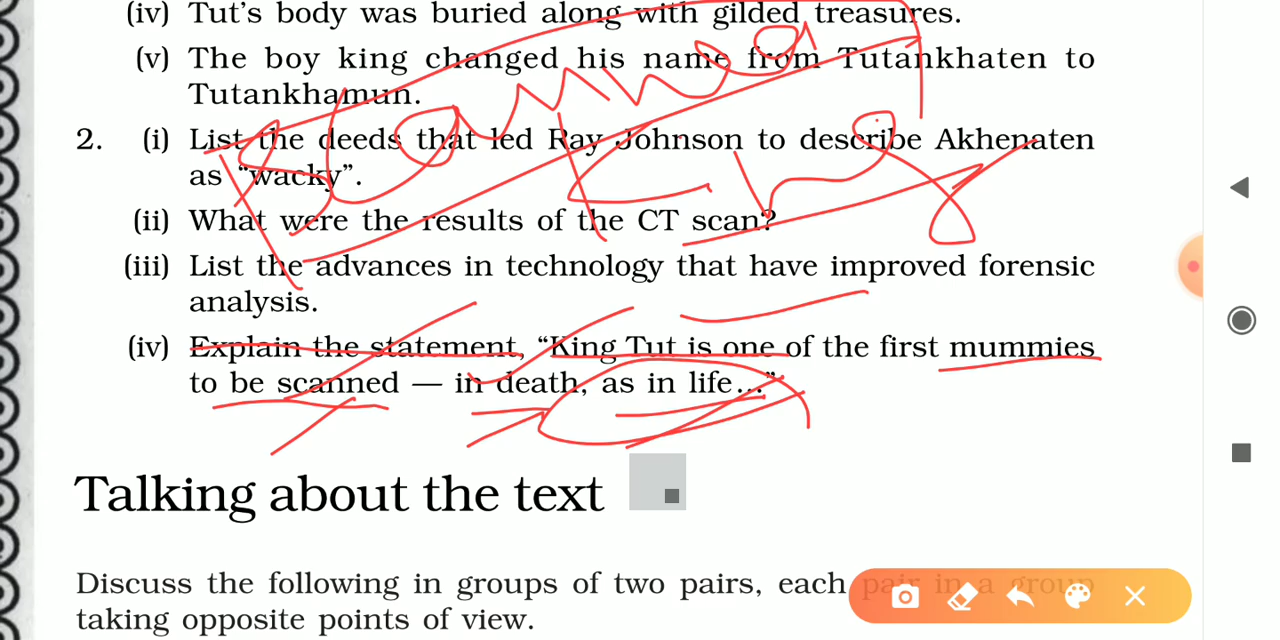 (iv) Tut's body was buried along with gilded treasures.
(v) The boy king changed his name from Tutankhaten to
Tutankhamun.
2. (i) List the deeds that led Ray Johnson to describe Akhenaten
as “wacky”.
(ii) What were the results of the CT scan?
(iii) List the advances in technology that have improved forensic
analysis.
(iv) Explain the statement, “King Tut is one of the first mummies
to be scanned — in death, as in life...”
Talking about the text
Discuss the following in groups of two pairs, each pair in a group
taking opposite points of view.